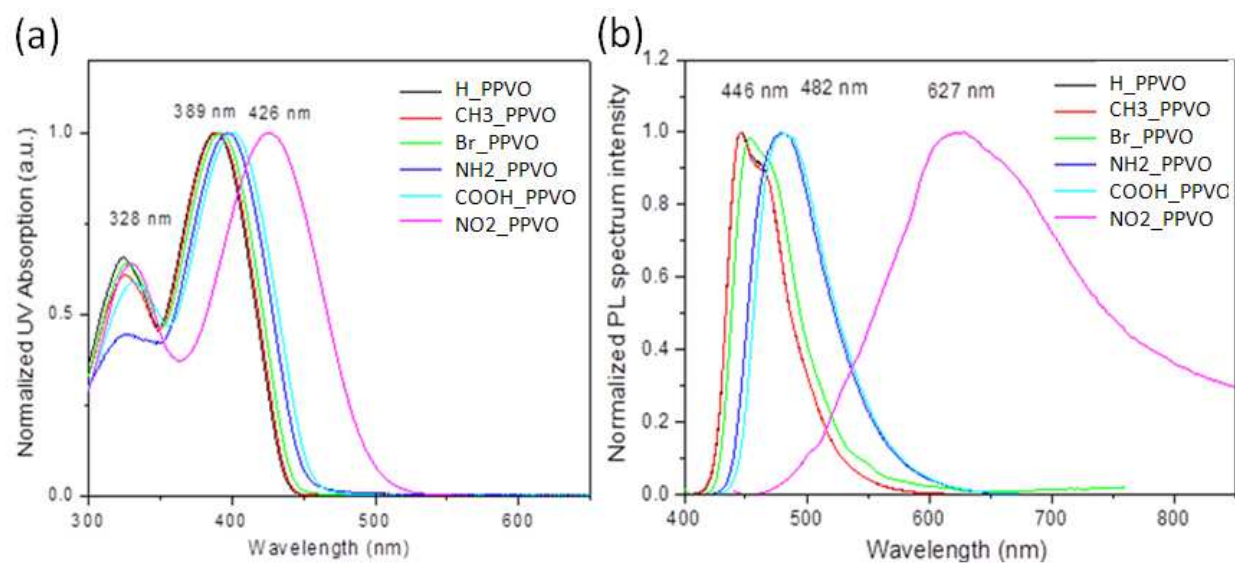 (a)
Normalized UV Absorption (a.u.)
1.0
0.5
0.0
328 nm
389 nm
426 nm
H_PPVO
CH3_PPVO
Br_PPVO
NH2_PPVO
COOH_PPVO
NO2_PPVO
300
400
500
600
Wavelength (nm)
(b)
Normalized PL spectrum intensity
1.2
1.0
0.8
0.6
0.4
0.2
0.0
446 nm
482 nm
627 nm
H_PPVO
CH3_PPVO
Br_PPVO
NH2_PPVO
COOH_PPVO
NO2_PPVO
400
500
600
700
800
Wavelength (nm)